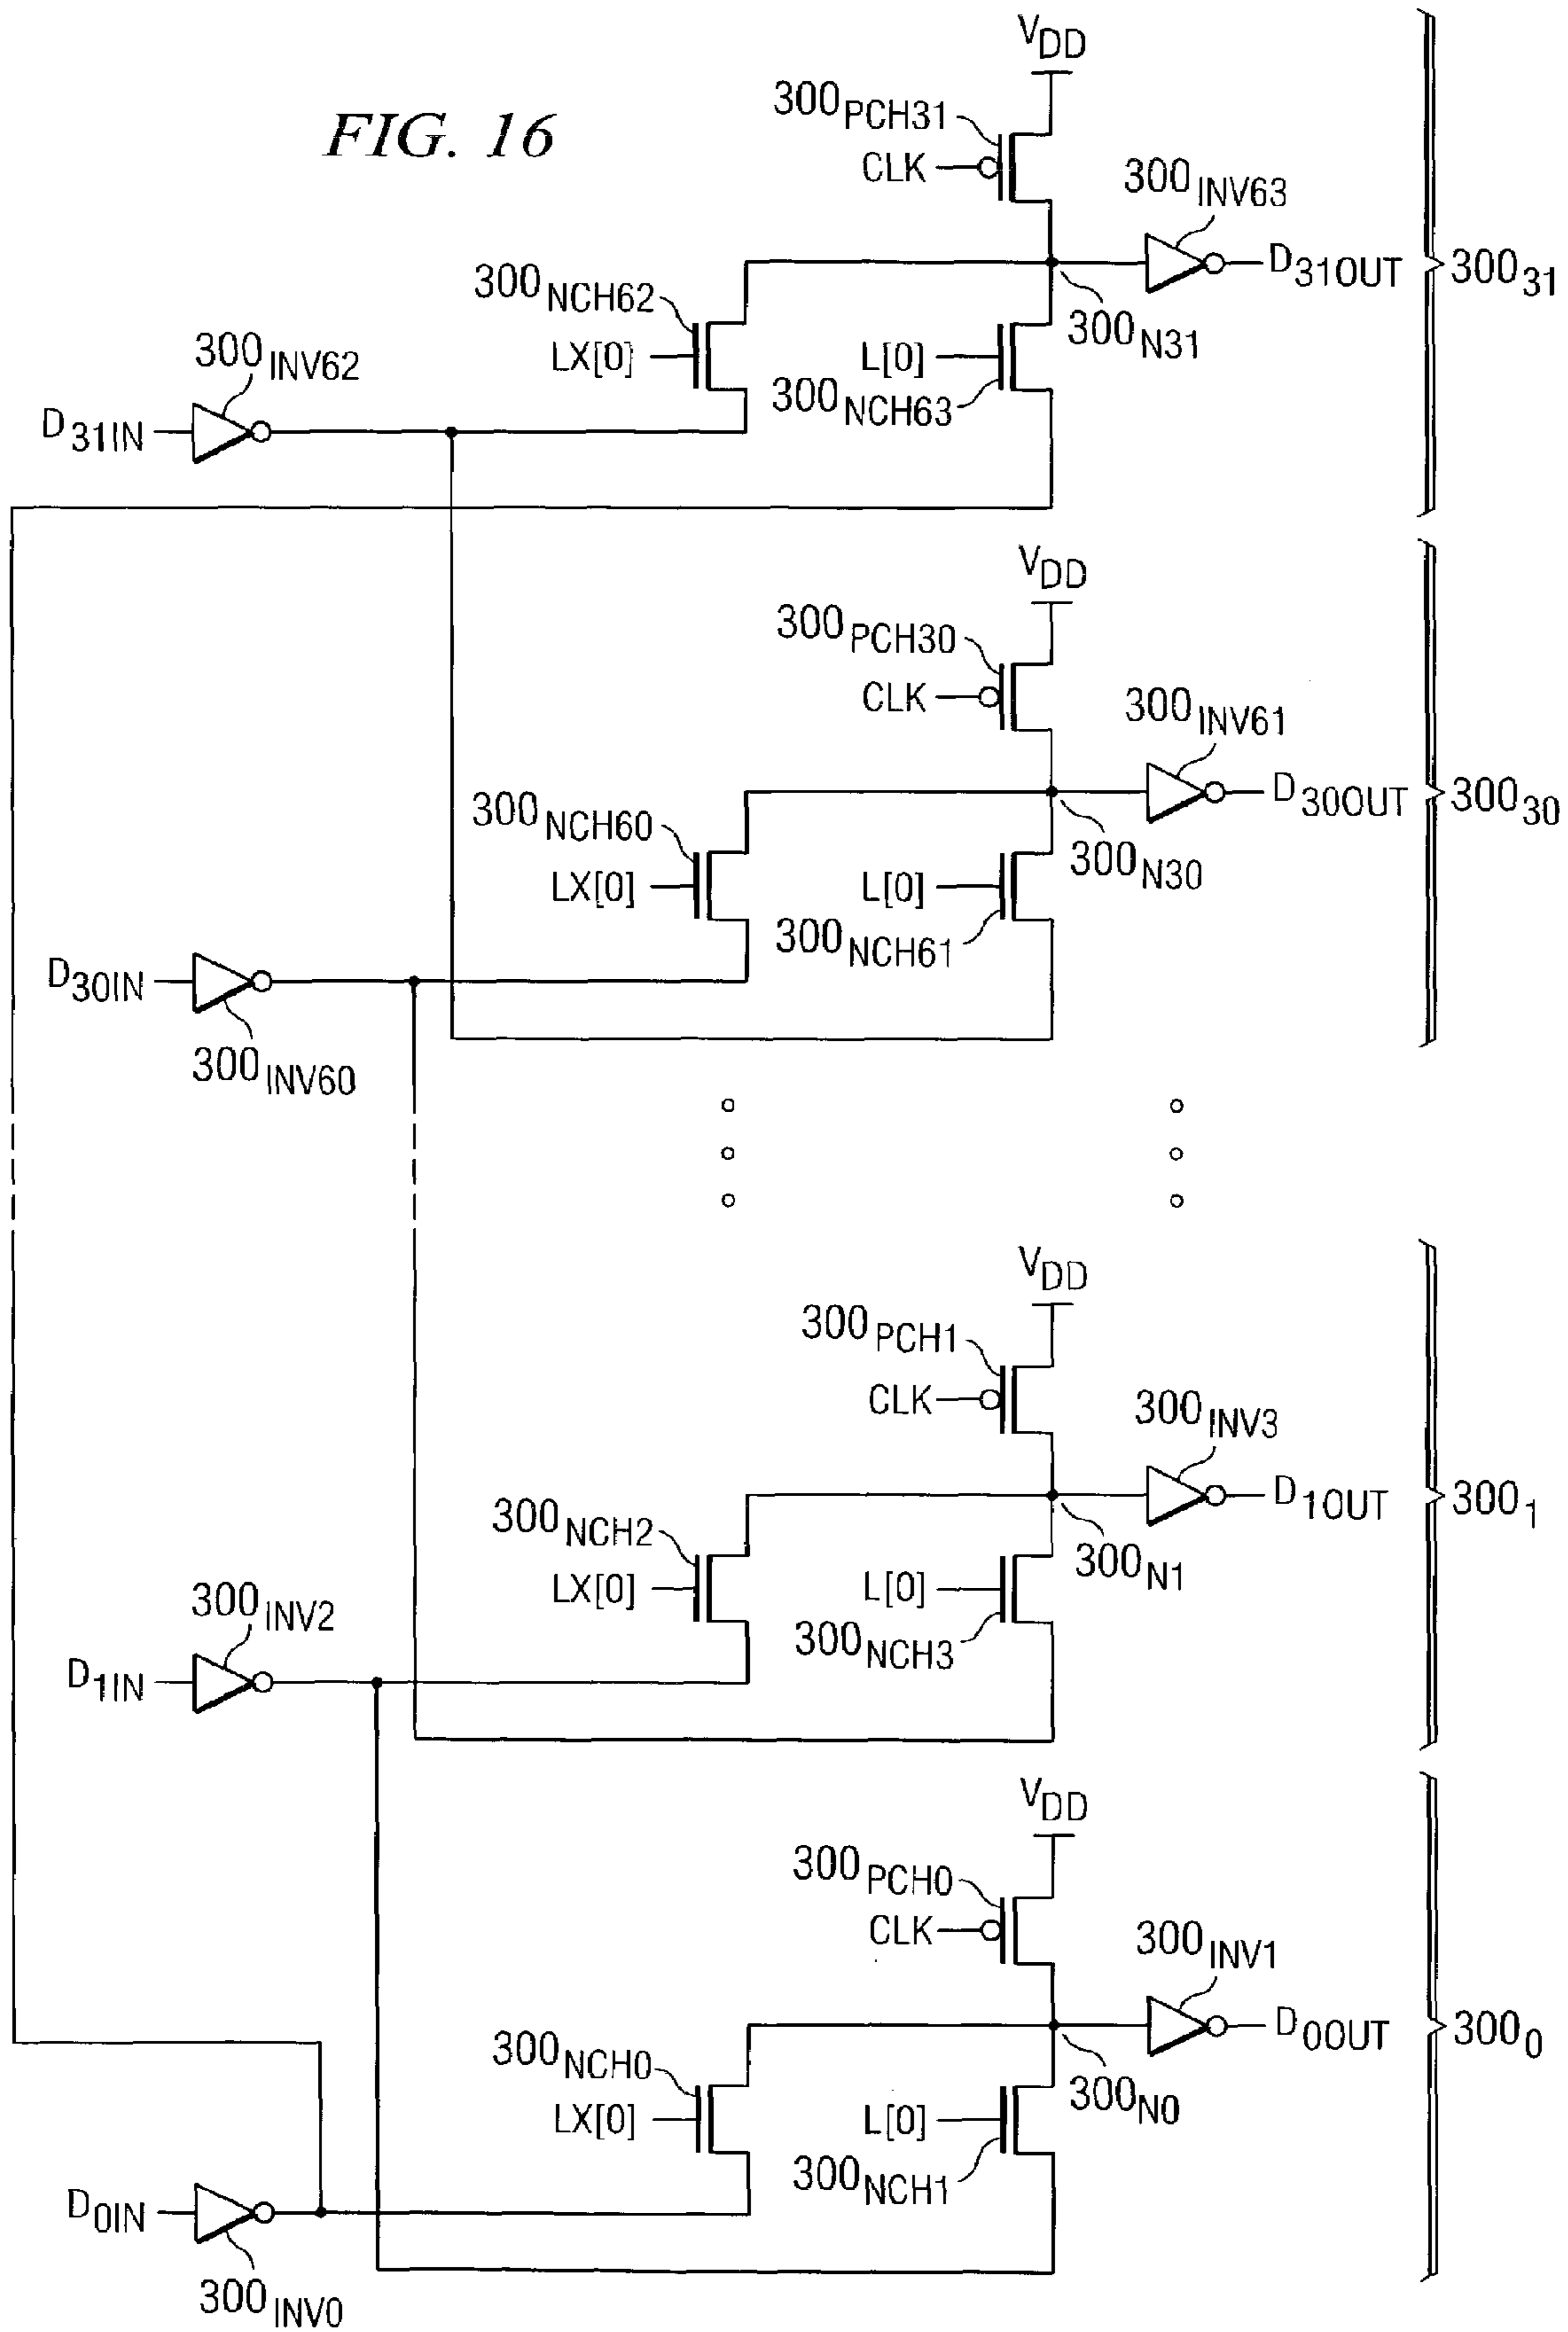 FIG. 16
VDD
300PCH31
CLK
300INV63
D31OUT
30031
300NCH62
LX[0]
L[0]
300N31
300NCH63
300INV62
D31IN
VDD
300PCH30
CLK
300INV61
D30OUT
30030
300NCH60
LX[0]
L[0]
300N30
300NCH61
D30IN
300INV60
VDD
300PCH1
CLK
300INV3
D1OUT
3001
300NCH2
LX[0]
L[0]
300N1
300NCH3
300INV2
D1IN
VDD
300PCH0
CLK
300INV1
D0OUT
3000
300NCH0
LX[0]
L[0]
300N0
300NCH1
D0IN
300INV0